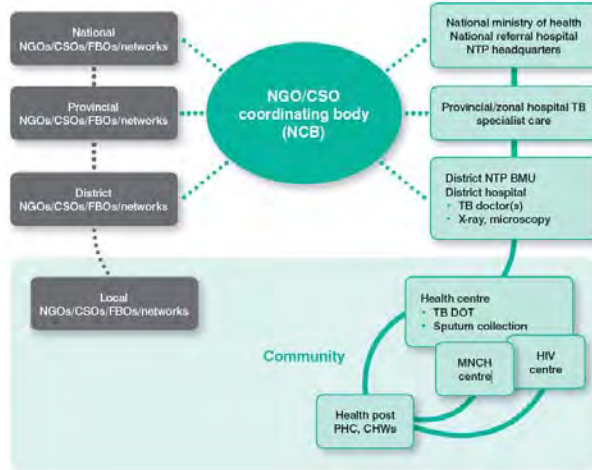 National
NGOs/CSOs/FBOs/networks
Provincial
NGOs/CSOs/FBOs/networks
District
NGOs/CSOs/FBOs/networks
Local
NGOs/CSOs/FBOs/networks
NGO/CSO
coordinating body
(NCB)
National ministry of health
National referral hospital
NTP headquarters
Provincial/zonal hospital TB
specialist care
District NTP BMU
District hospital
• TB doctor(s)
• X-ray, microscopy
Community
Health centre
• TB DOT
• Sputum collection
MNCH
centre
HIV
centre
Health post
PHC, CHWs